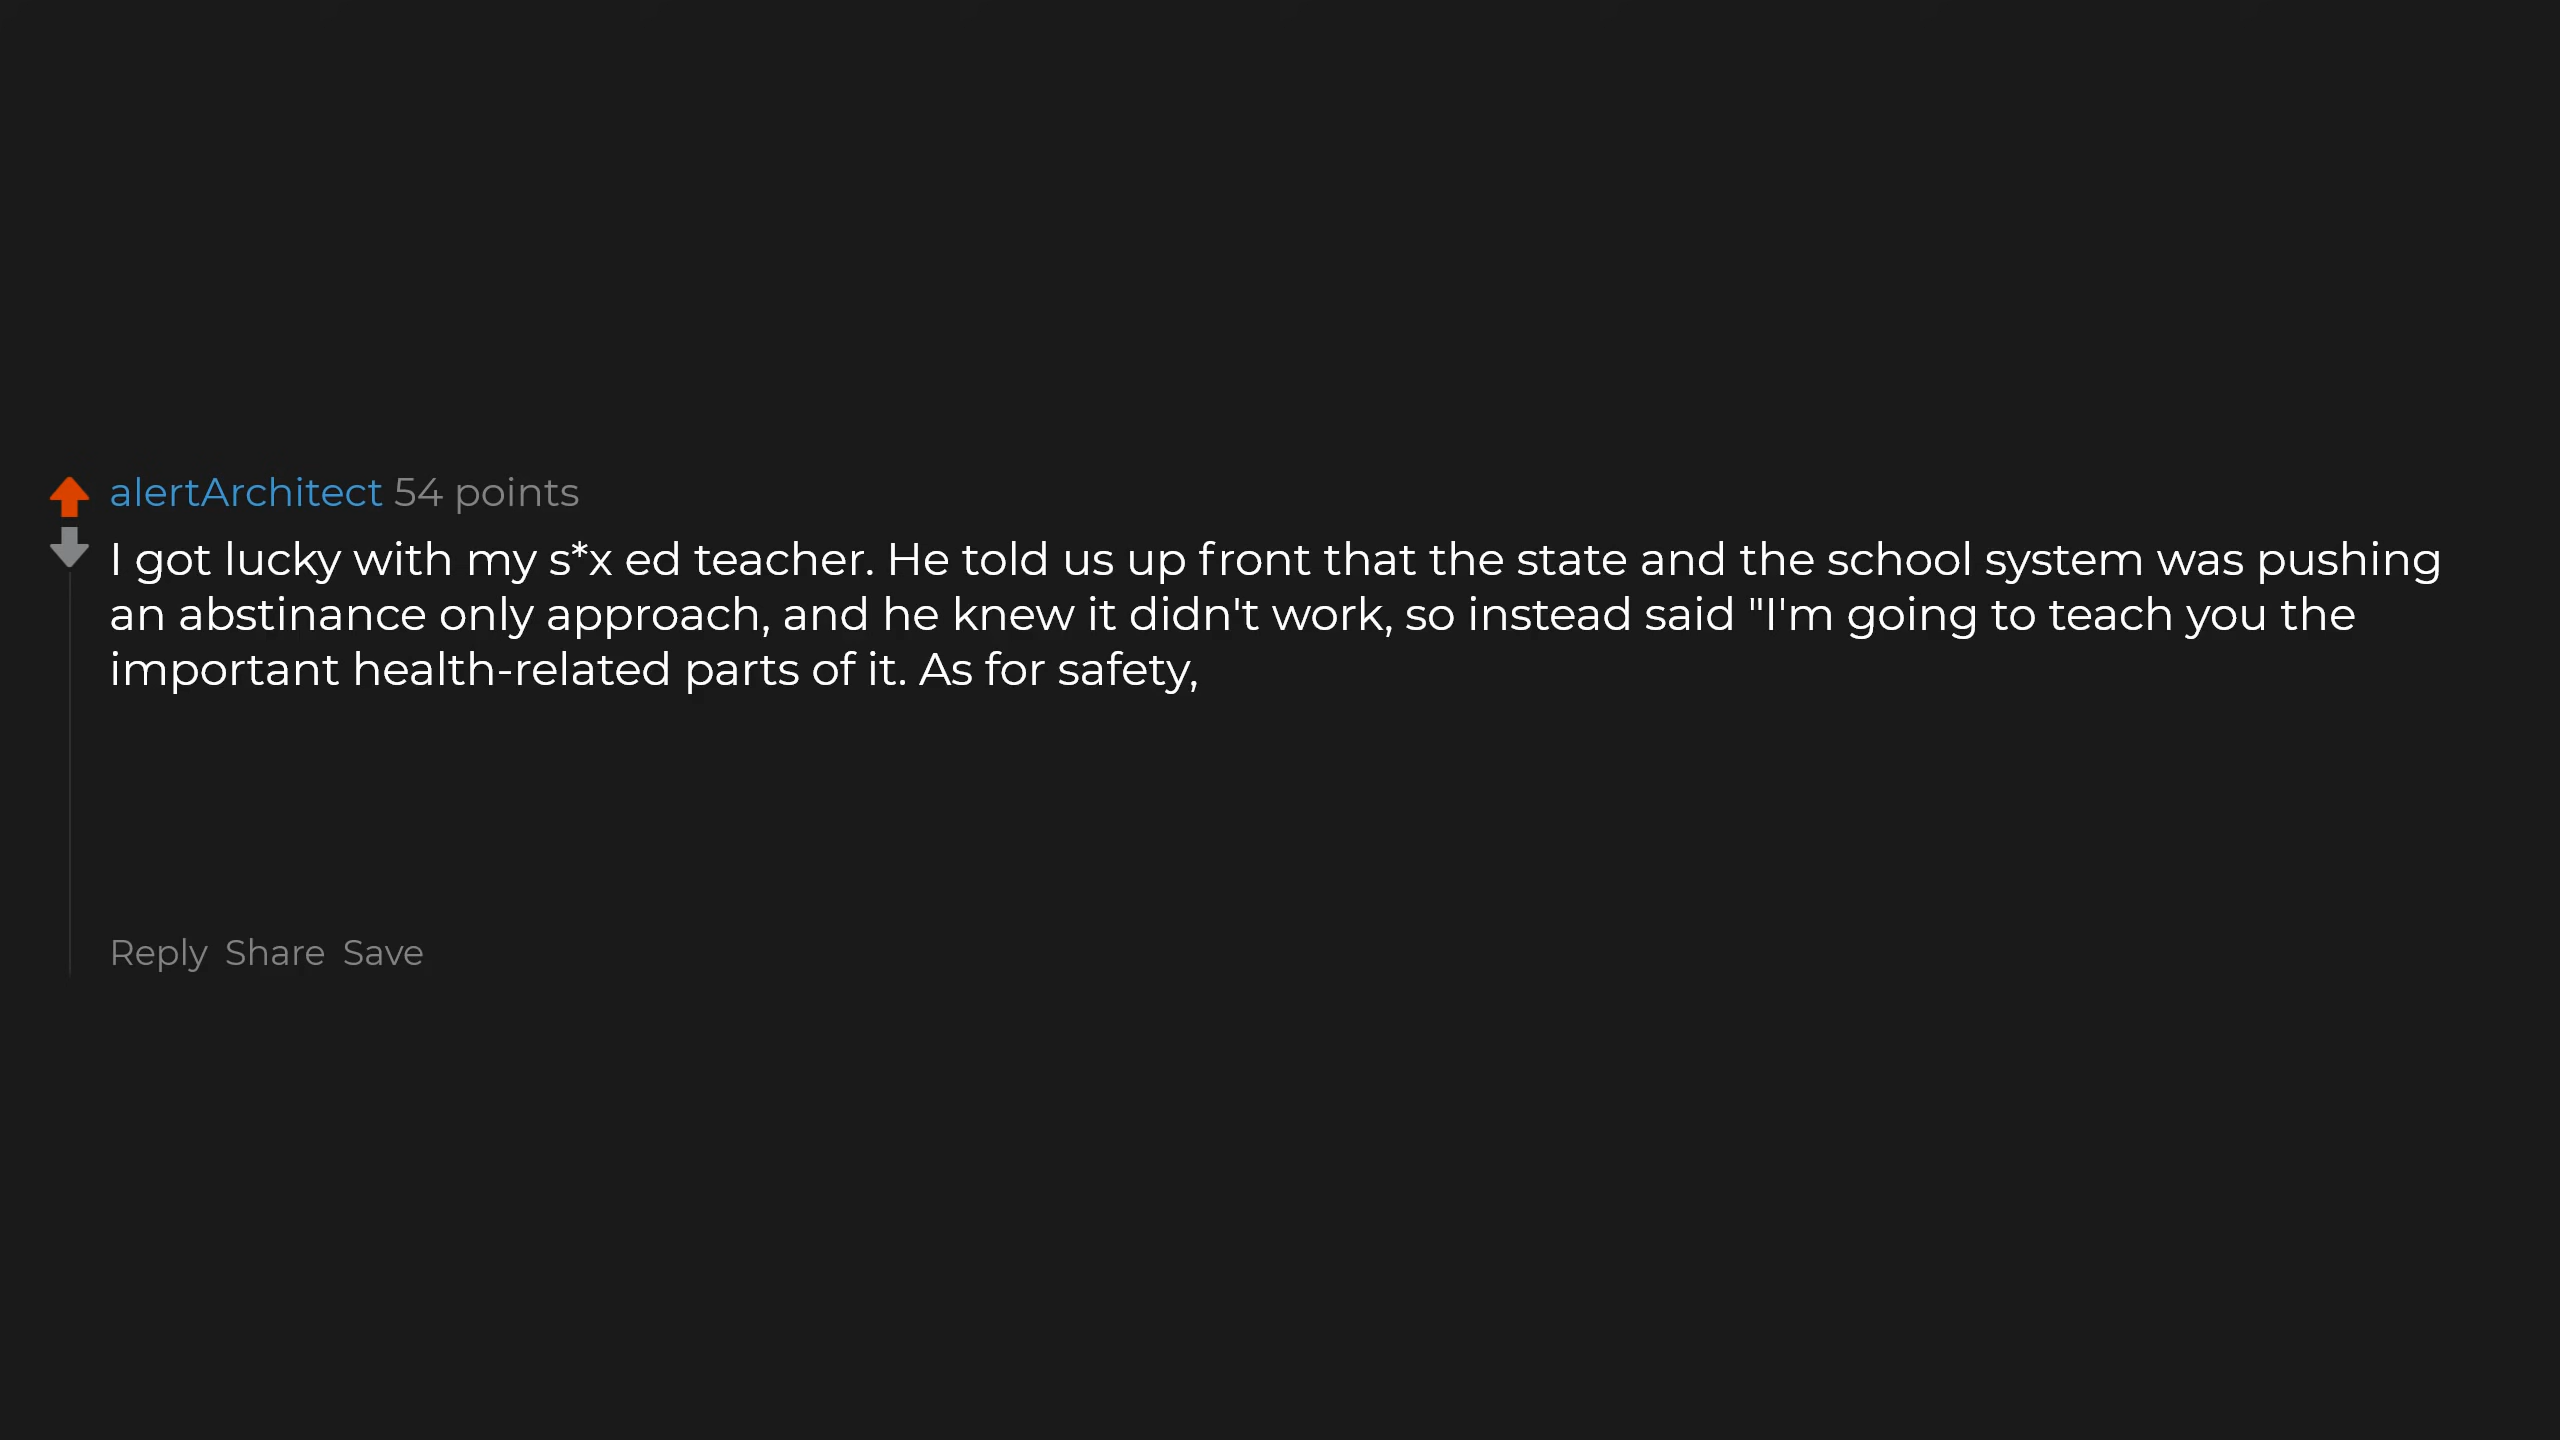 alertArchitect 54 points
I got lucky with my s*x ed teacher. He told us up front that the state and the school system was pushing
an abstinance only approach, and he knew it didn't work, so instead said "I'm going to teach you the
important health-related parts of it. As for safety,
Reply Share Save